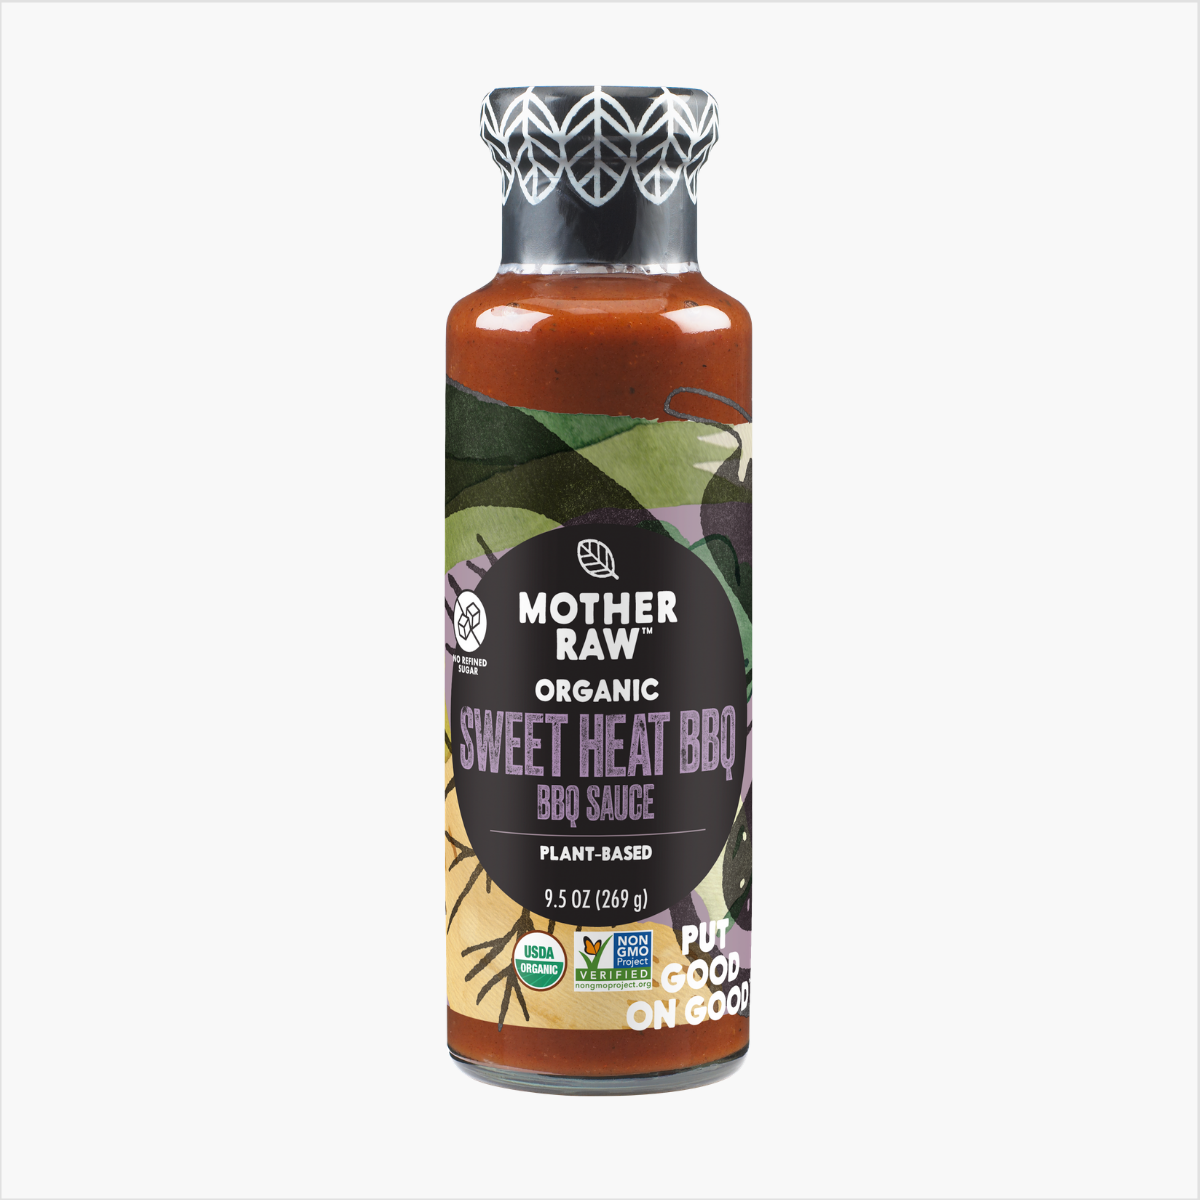 MOTHER
RAW™
ORGANIC
SWEET HEAT BBQ
BBQ SAUCE
PLANT-BASED
9.5 OZ (269 g)
NO REFINED
SUGAR
USDA
ORGANIC
NON
GMO
Project
VERIFIED
nongmoproject.org
PUT
GOOD
ON GOOD